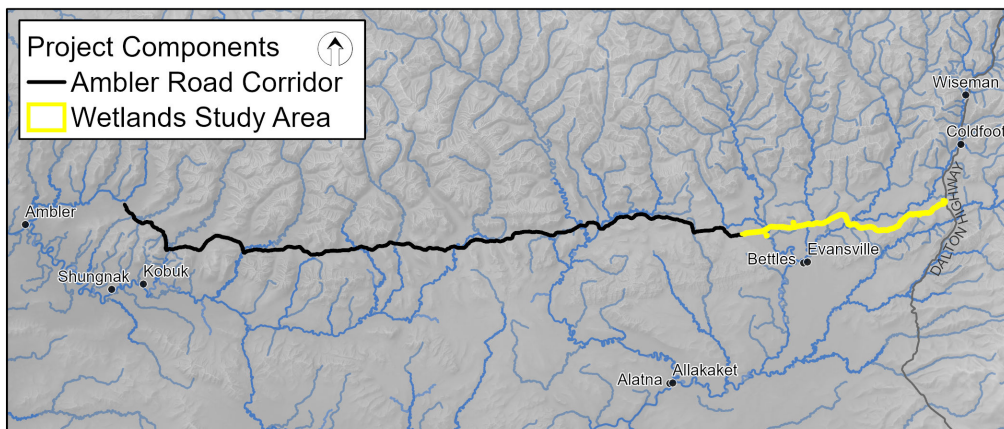 Project Components
Ambler Road Corridor
Wetlands Study Area
Wiseman
Coldfoot
DALTON HIGHWAY
Ambler
Evansville
Bettles
Kobuk
Shungnak
Allakaket
Alatna